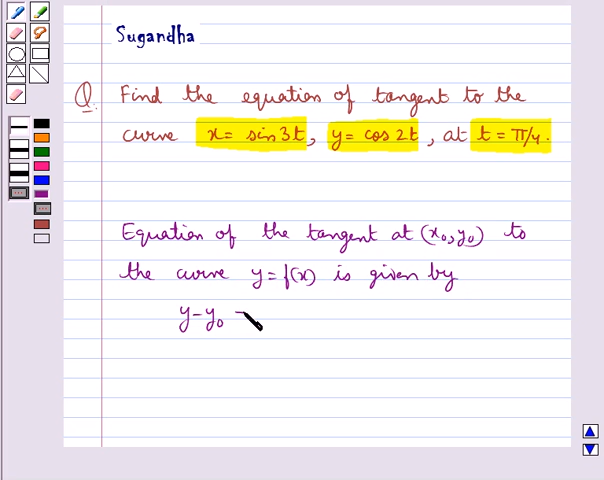 Sugandha
Q. Find the equation of tangent to the
curve x = sin 3t, y = cos 2t, at t = π/4.
Equation of the tangent at (x₀, y₀) to
the curve y = f(x) is given by
y - y₀